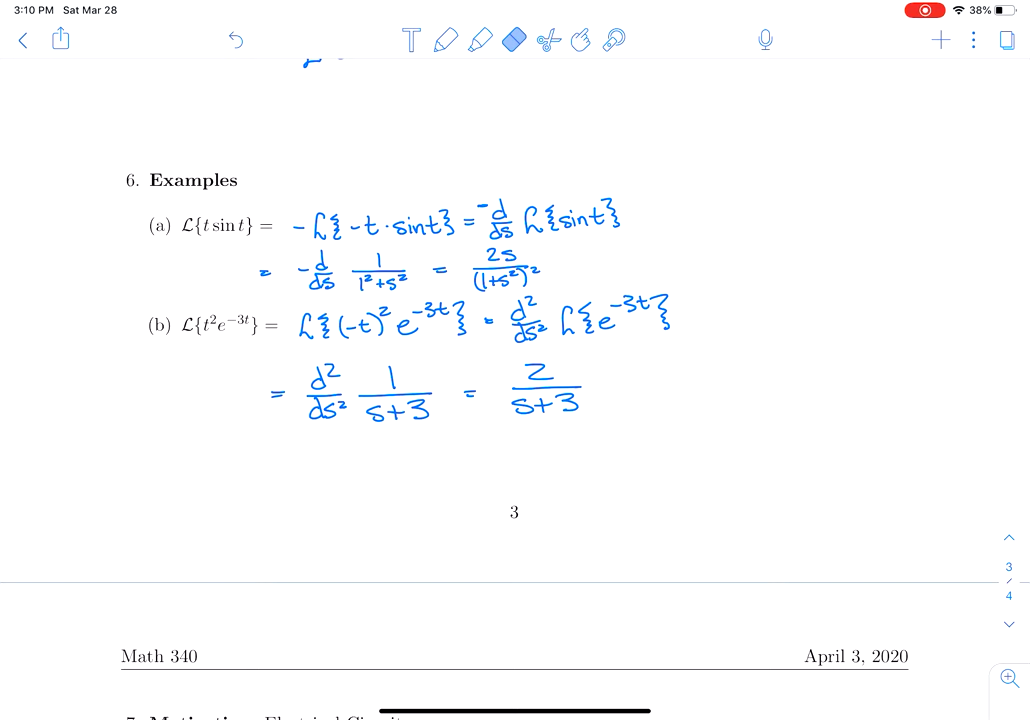 3:10 PM Sat Mar 28
38%
T
6. Examples
(a) ℒ{t sin t} = -ℒ{-t · sin t} = -d/ds ℒ{sin t}
= -d/ds 1/(1²+s²) = 2s/(1+s²)²
(b) ℒ{t²e⁻³ᵗ} = ℒ{(-t)² e⁻³ᵗ} = d²/ds² ℒ{e⁻³ᵗ}
= d²/ds² 1/(s+3) = 2/(s+3)
3
3
/
4
Math 340 April 3, 2020